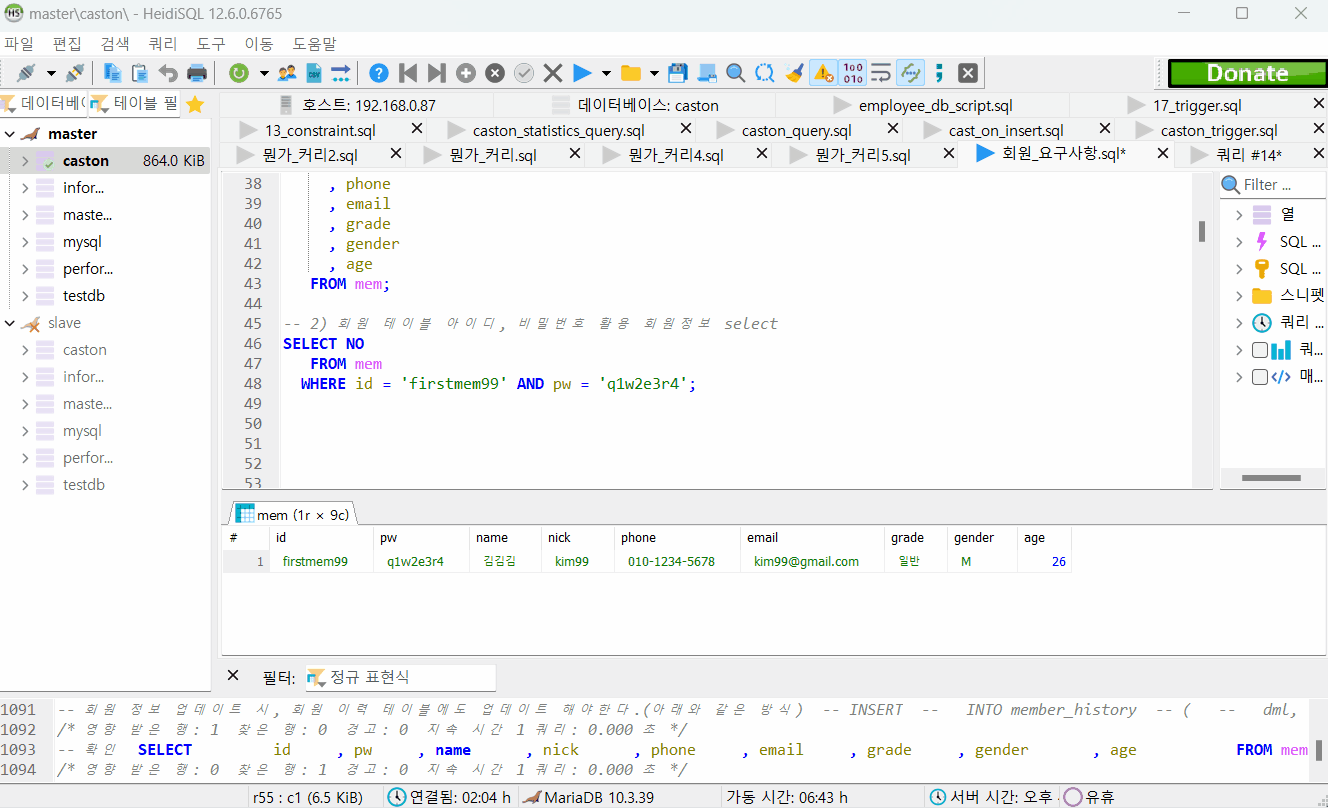 master\caston\ - HeidiSQL 12.6.0.6765
파일 편집 검색 쿼리 도구 이동 도움말
Donate
테이블 필
호스트: 192.168.0.87 데이터베이스: caston employee_db_script.sql 17_trigger.sql
13_constraint.sql caston_statistics_query.sql caston_query.sql cast_on_insert.sql caston_trigger.sql
뭔가_커리2.sql 뭔가_커리.sql 뭔가_커리4.sql 뭔가_커리5.sql 회원_요구사항.sql* 쿼리 #14*
master
caston 864.0 KiB
infor...
maste...
mysql
perfor...
testdb
slave
caston
infor...
maste...
mysql
perfor...
testdb
38 , phone
39 , email
40 , grade
41 , gender
42 , age
43 FROM mem;
44
45 -- 2) 회원 테이블 아이디, 비밀번호 활용 회원정보 select
46 SELECT NO
47 FROM mem
48 WHERE id = 'firstmem99' AND pw = 'q1w2e3r4';
49
50
51
52
53
Filter ...
열
SQL ...
SQL ...
스니펫
쿼리 ...
쿼...
매...
mem (1r × 9c)
# id pw name nick phone email grade gender age
1 firstmem99 q1w2e3r4 김김김 kim99 010-1234-5678 kim99@gmail.com 일반 M 26
필터: 정규 표현식
1091 -- 회원 정보 업데이트 시, 회원 이력 테이블에도 업데이트 해야한다.(아래와 같은 방식) -- INSERT -- INTO member_history -- ( -- dml,
1092 /* 영향 받은 행: 1 찾은 행: 0 경고: 0 지속 시간 1 쿼리: 0.000 초 */
1093 -- 확인 SELECT id , pw , name , nick , phone , email , grade , gender , age FROM mem
1094 /* 영향 받은 행: 0 찾은 행: 1 경고: 0 지속 시간 1 쿼리: 0.000 초 */
r55 : c1 (6.5 KiB) 연결됨: 02:04 h MariaDB 10.3.39 가동 시간: 06:43 h 서버 시간: 오후 유휴